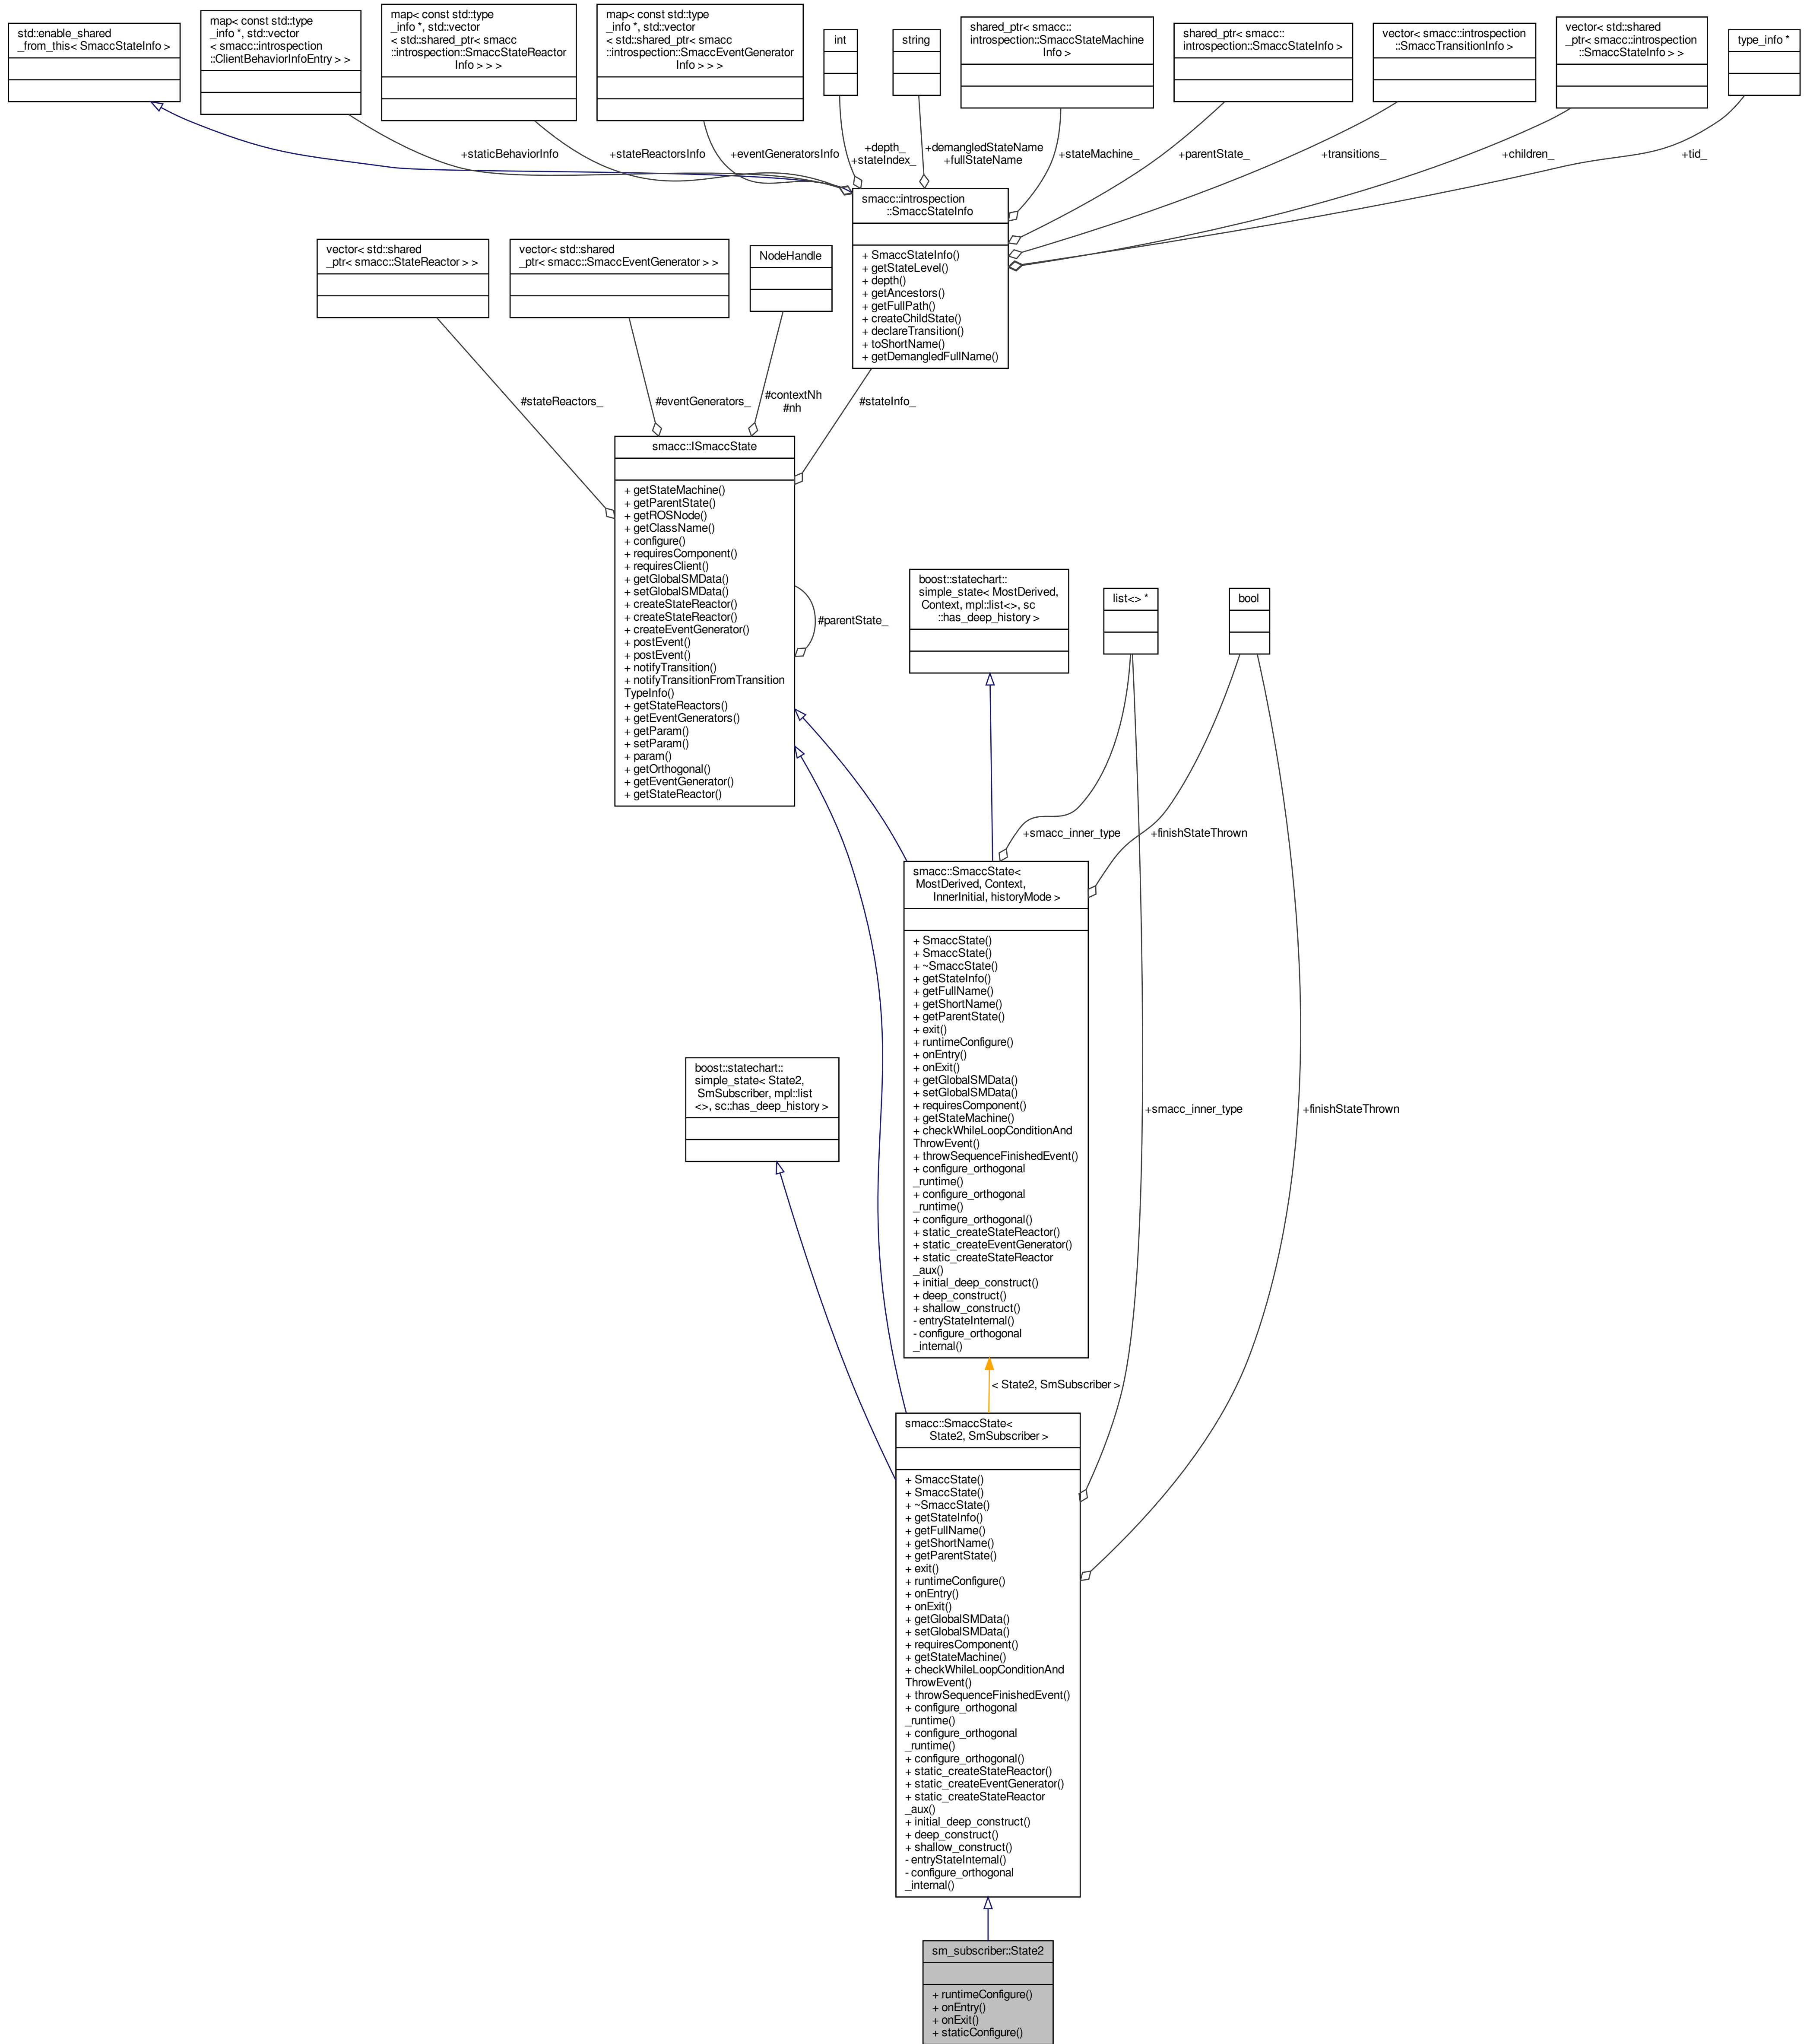 std::enable_shared
_from_this< SmaccStateInfo >
map< const std::type
_info *, std::vector
< smacc::introspection
::ClientBehaviorInfoEntry > >
map< const std::type
_info *, std::vector
< std::shared_ptr< smacc
::introspection::SmaccStateReactor
Info > > >
map< const std::type
_info *, std::vector
< std::shared_ptr< smacc
::introspection::SmaccEventGenerator
Info > > >
int
string
shared_ptr< smacc::
introspection::SmaccStateMachine
Info >
shared_ptr< smacc::
introspection::SmaccStateInfo >
vector< smacc::introspection
::SmaccTransitionInfo >
vector< std::shared
_ptr< smacc::introspection
::SmaccStateInfo > >
type_info *
+staticBehaviorInfo
+stateReactorsInfo
+eventGeneratorsInfo
+depth_
+stateIndex_
+demangledStateName
+fullStateName
+stateMachine_
+parentState_
+transitions_
+children_
+tid_
smacc::introspection
::SmaccStateInfo
+ SmaccStateInfo()
+ getStateLevel()
+ depth()
+ getAncestors()
+ getFullPath()
+ createChildState()
+ declareTransition()
+ toShortName()
+ getDemangledFullName()
vector< std::shared
_ptr< smacc::StateReactor > >
vector< std::shared
_ptr< smacc::SmaccEventGenerator > >
NodeHandle
#stateReactors_
#eventGenerators_
#contextNh
#nh
#stateInfo_
smacc::ISmaccState
+ getStateMachine()
+ getParentState()
+ getROSNode()
+ getClassName()
+ configure()
+ requiresComponent()
+ requiresClient()
+ getGlobalSMData()
+ setGlobalSMData()
+ createStateReactor()
+ createStateReactor()
+ createEventGenerator()
+ postEvent()
+ postEvent()
+ notifyTransition()
+ notifyTransitionFromTransition
TypeInfo()
+ getStateReactors()
+ getEventGenerators()
+ getParam()
+ setParam()
+ param()
+ getOrthogonal()
+ getEventGenerator()
+ getStateReactor()
#parentState_
boost::statechart::
simple_state< MostDerived,
Context, mpl::list<>, sc
::has_deep_history >
list<> *
bool
+smacc_inner_type
+finishStateThrown
smacc::SmaccState<
MostDerived, Context,
InnerInitial, historyMode >
+ SmaccState()
+ SmaccState()
+ ~SmaccState()
+ getStateInfo()
+ getFullName()
+ getShortName()
+ getParentState()
+ exit()
+ runtimeConfigure()
+ onEntry()
+ onExit()
+ getGlobalSMData()
+ setGlobalSMData()
+ requiresComponent()
+ getStateMachine()
+ checkWhileLoopConditionAnd
ThrowEvent()
+ throwSequenceFinishedEvent()
+ configure_orthogonal
_runtime()
+ configure_orthogonal
_runtime()
+ configure_orthogonal()
+ static_createStateReactor()
+ static_createEventGenerator()
+ static_createStateReactor
_aux()
+ initial_deep_construct()
+ deep_construct()
+ shallow_construct()
- entryStateInternal()
- configure_orthogonal
_internal()
boost::statechart::
simple_state< State2,
SmSubscriber, mpl::list
<>, sc::has_deep_history >
+smacc_inner_type
+finishStateThrown
< State2, SmSubscriber >
smacc::SmaccState<
State2, SmSubscriber >
+ SmaccState()
+ SmaccState()
+ ~SmaccState()
+ getStateInfo()
+ getFullName()
+ getShortName()
+ getParentState()
+ exit()
+ runtimeConfigure()
+ onEntry()
+ onExit()
+ getGlobalSMData()
+ setGlobalSMData()
+ requiresComponent()
+ getStateMachine()
+ checkWhileLoopConditionAnd
ThrowEvent()
+ throwSequenceFinishedEvent()
+ configure_orthogonal
_runtime()
+ configure_orthogonal
_runtime()
+ configure_orthogonal()
+ static_createStateReactor()
+ static_createEventGenerator()
+ static_createStateReactor
_aux()
+ initial_deep_construct()
+ deep_construct()
+ shallow_construct()
- entryStateInternal()
- configure_orthogonal
_internal()
sm_subscriber::State2
+ runtimeConfigure()
+ onEntry()
+ onExit()
+ staticConfigure()